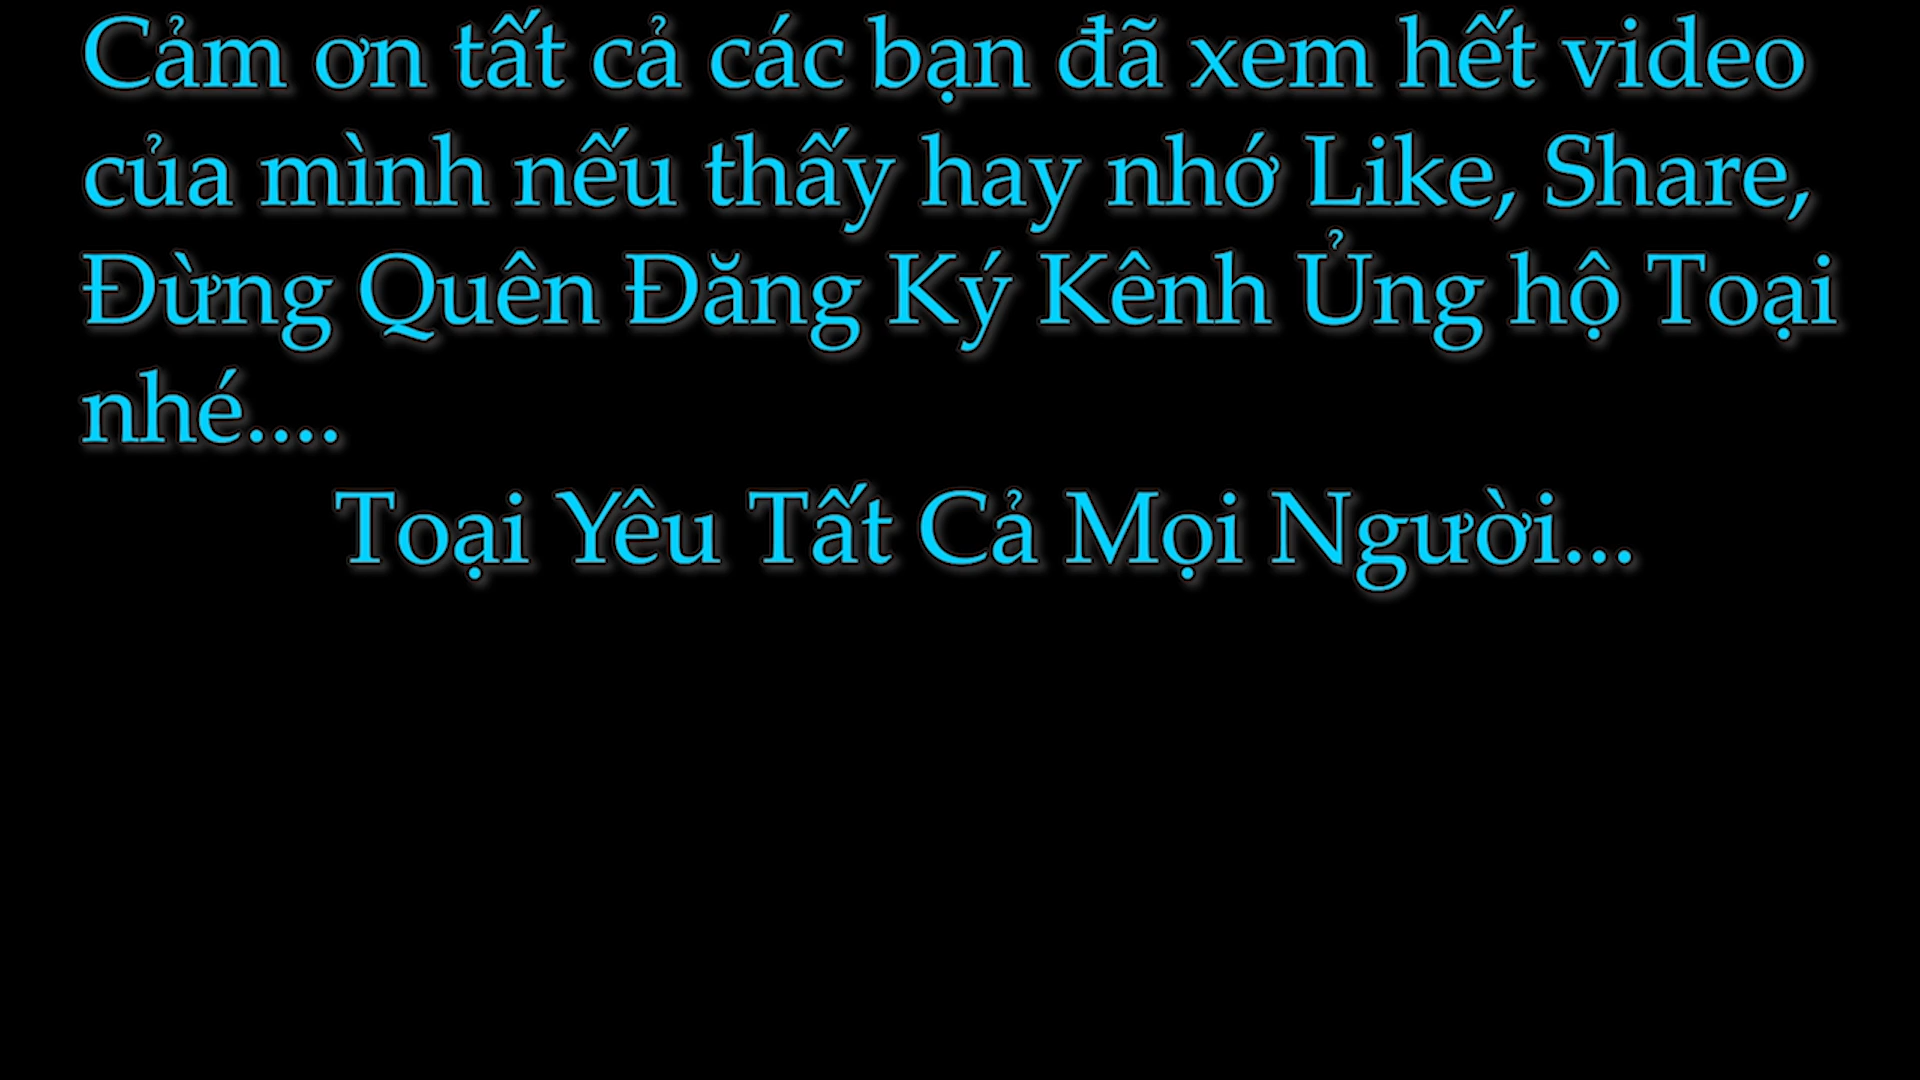 Cảm ơn tất cả các bạn đã xem hết video
của mình nếu thấy hay nhớ Like, Share,
Đừng Quên Đăng Ký Kênh Ủng hộ Toại
nhé....
Toại Yêu Tất Cả Mọi Người...